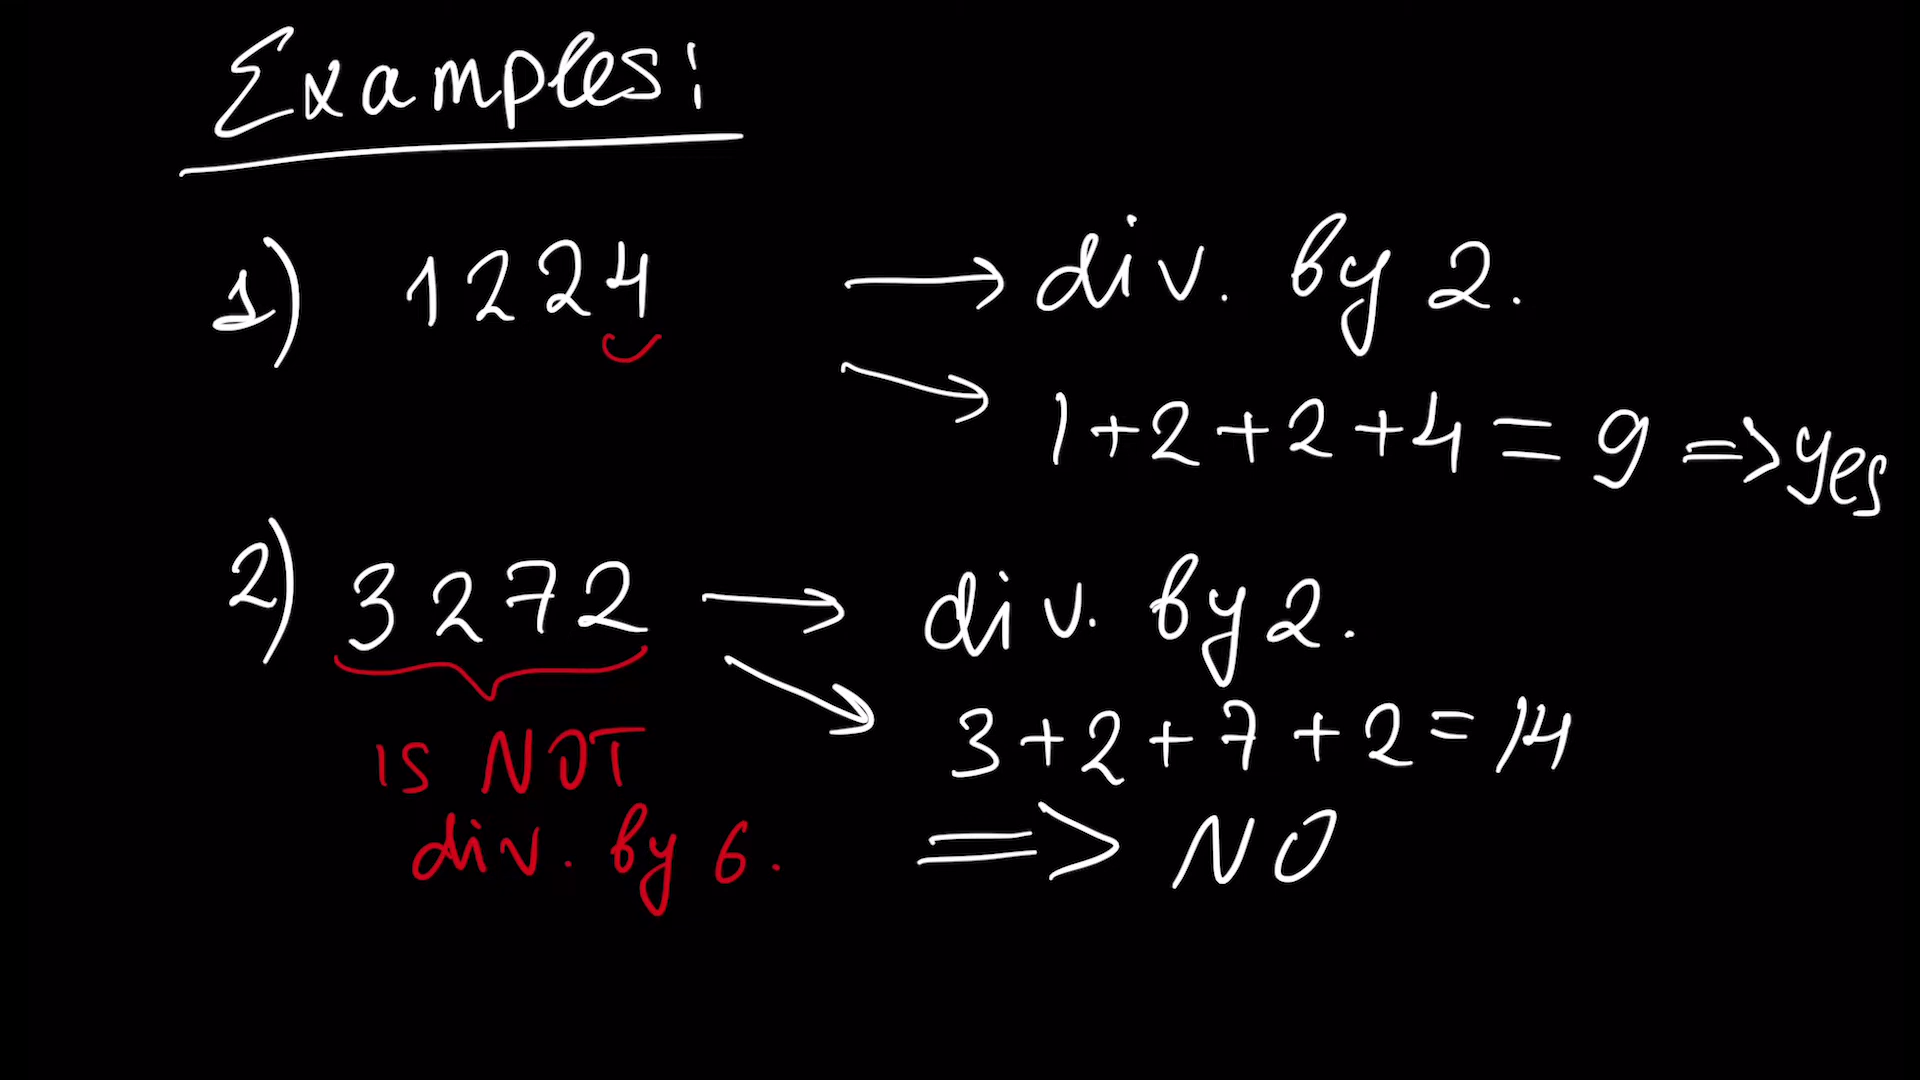 Examples:
1) 1224 → div. by 2.
→ 1+2+2+4=9 => yes
2) 3272 → div. by 2.
→ 3+2+7+2=14
is NOT
div. by 6. => NO